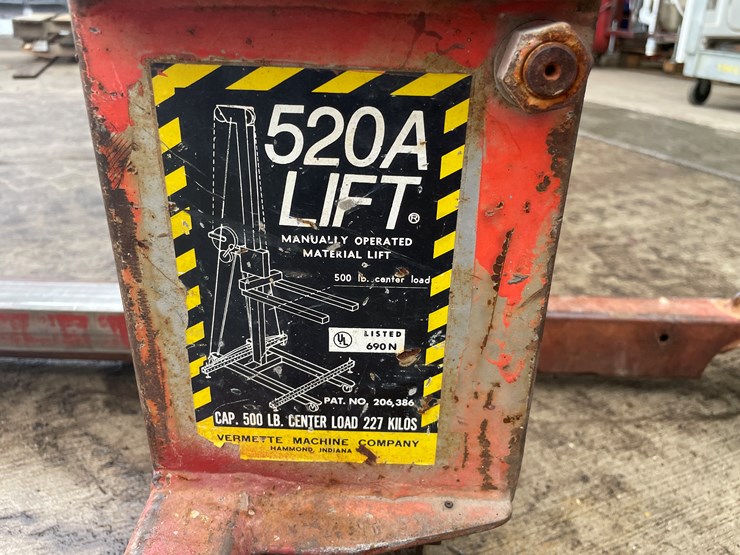 520A
LIFT®
MANUALLY OPERATED
MATERIAL LIFT
500 lb. center load
UL LISTED
690 N
PAT. NO. 206,386
CAP. 500 LB. CENTER LOAD 227 KILOS
VERMETTE MACHINE COMPANY
HAMMOND, INDIANA